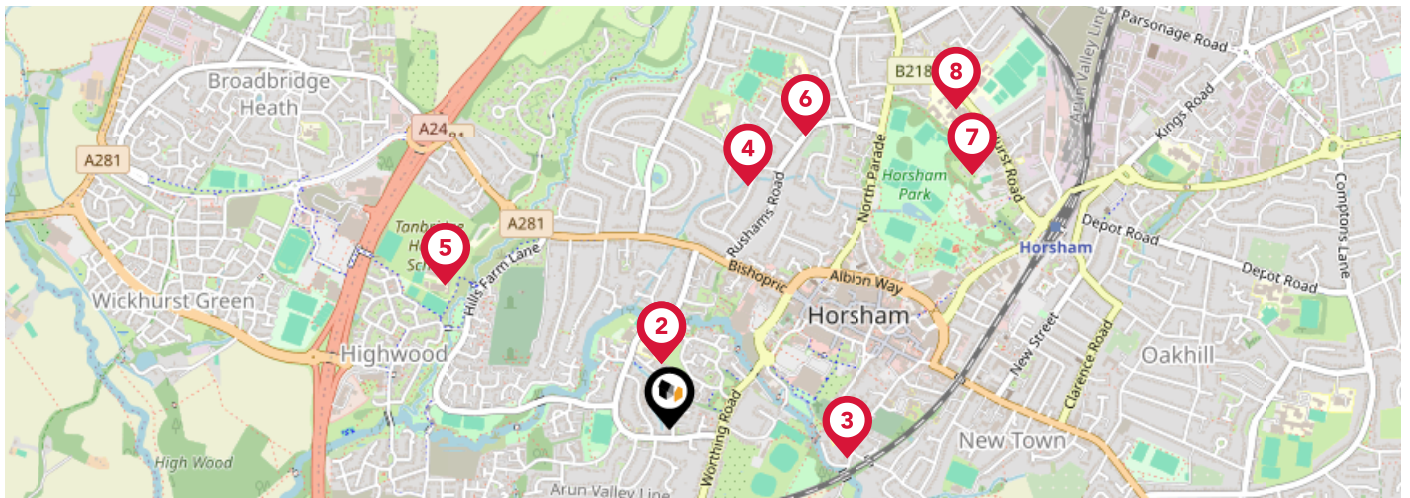 Parsonage Road
Arun Valley Line
Broadbridge
Heath
B218
8
6
Kings Road
A24
A281
4
7
North Parade
Horsham
Park
hurst Road
Comptons Lane
Rushams Road
A281
Tanbridge
5
Hills Farm Lane
Depot Road
Horsham
Bishopric
Albion Way
Depot Road
Wickhurst Green
Horsham
2
Highwood
New Street
Clarence Road
Oakhill
Worthing Road
3
New Town
High Wood
Arun Valley Line